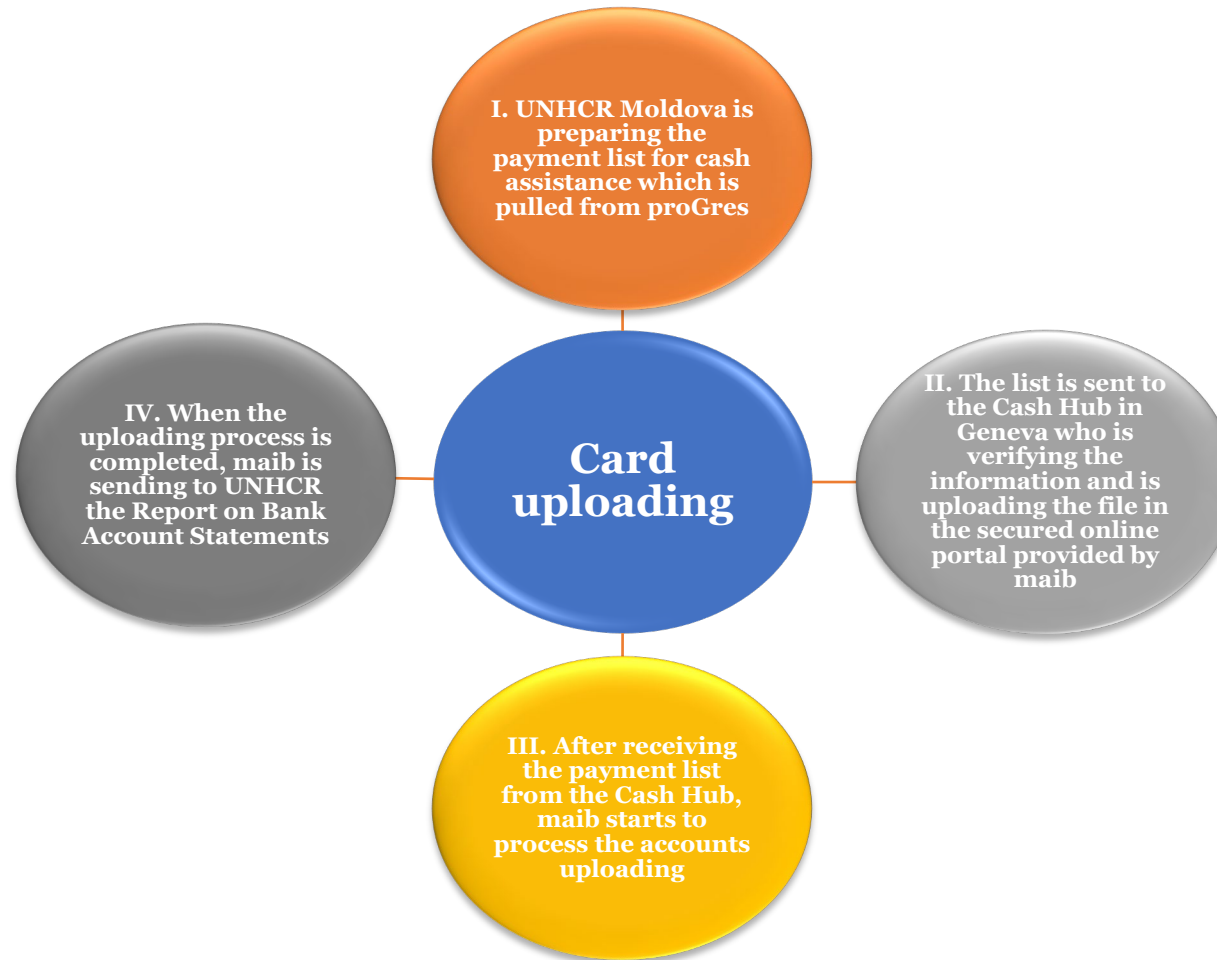 I. UNHCR Moldova is
preparing the
payment list for cash
assistance which is
pulled from proGres
IV. When the
uploading process is
completed, maib is
sending to UNHCR
the Report on Bank
Account Statements
Card
uploading
II. The list is sent to
the Cash Hub in
Geneva who is
verifying the
information and is
uploading the file in
the secured online
portal provided by
maib
III. After receiving
the payment list
from the Cash Hub,
maib starts to
process the accounts
uploading